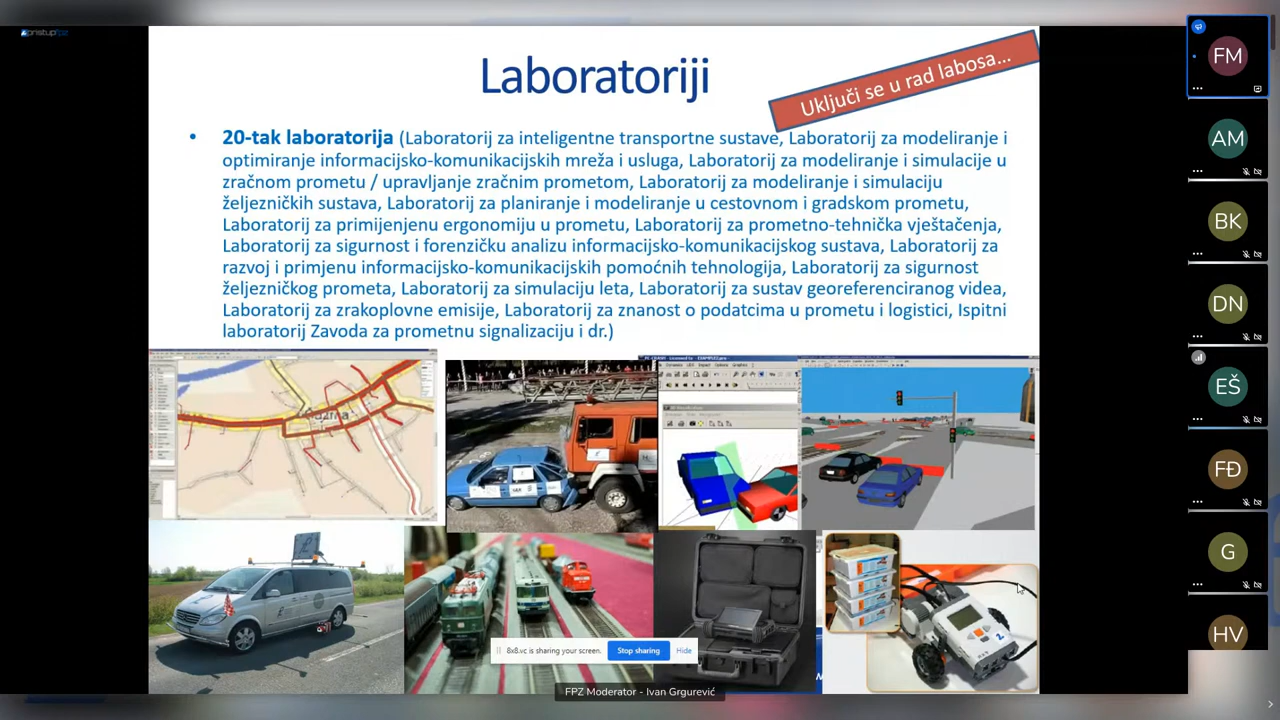 pristupfpz
Laboratoriji
Uključi se u rad labosa...
• 20-tak laboratorija (Laboratorij za inteligentne transportne sustave, Laboratorij za modeliranje i
optimiranje informacijsko-komunikacijskih mreža i usluga, Laboratorij za modeliranje i simulacije u
zračnom prometu / upravljanje zračnim prometom, Laboratorij za modeliranje i simulaciju
željezničkih sustava, Laboratorij za planiranje i modeliranje u cestovnom i gradskom prometu,
Laboratorij za primijenjenu ergonomiju u prometu, Laboratorij za prometno-tehnička vještačenja,
Laboratorij za sigurnost i forenzičku analizu informacijsko-komunikacijskog sustava, Laboratorij za
razvoj i primjenu informacijsko-komunikacijskih pomoćnih tehnologija, Laboratorij za sigurnost
željezničkog prometa, Laboratorij za simulaciju leta, Laboratorij za sustav georeferenciranog videa,
Laboratorij za zrakoplovne emisije, Laboratorij za znanost o podatcima u prometu i logistici, Ispitni
laboratorij Zavoda za prometnu signalizaciju i dr.)
8x8.vc is sharing your screen.
Stop sharing
Hide
FPZ Moderator - Ivan Grgurević
FM
AM
BK
DN
EŠ
FĐ
G
HV